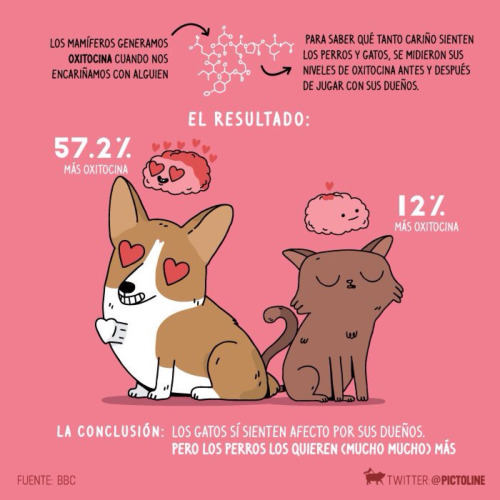 LOS MAMÍFEROS GENERAMOS
OXITOCINA CUANDO NOS
ENCARIÑAMOS CON ALGUIEN
PARA SABER QUÉ TANTO CARIÑO SIENTEN
LOS PERROS Y GATOS, SE MIDIERON SUS
NIVELES DE OXITOCINA ANTES Y DESPUÉS
DE JUGAR CON SUS DUEÑOS.
EL RESULTADO:
57.2%
MÁS OXITOCINA
12%
MÁS OXITOCINA
LA CONCLUSIÓN: LOS GATOS SÍ SIENTEN AFECTO POR SUS DUEÑOS.
PERO LOS PERROS LOS QUIEREN (MUCHO MUCHO) MÁS
FUENTE: BBC
TWITTER: @PICTOLINE